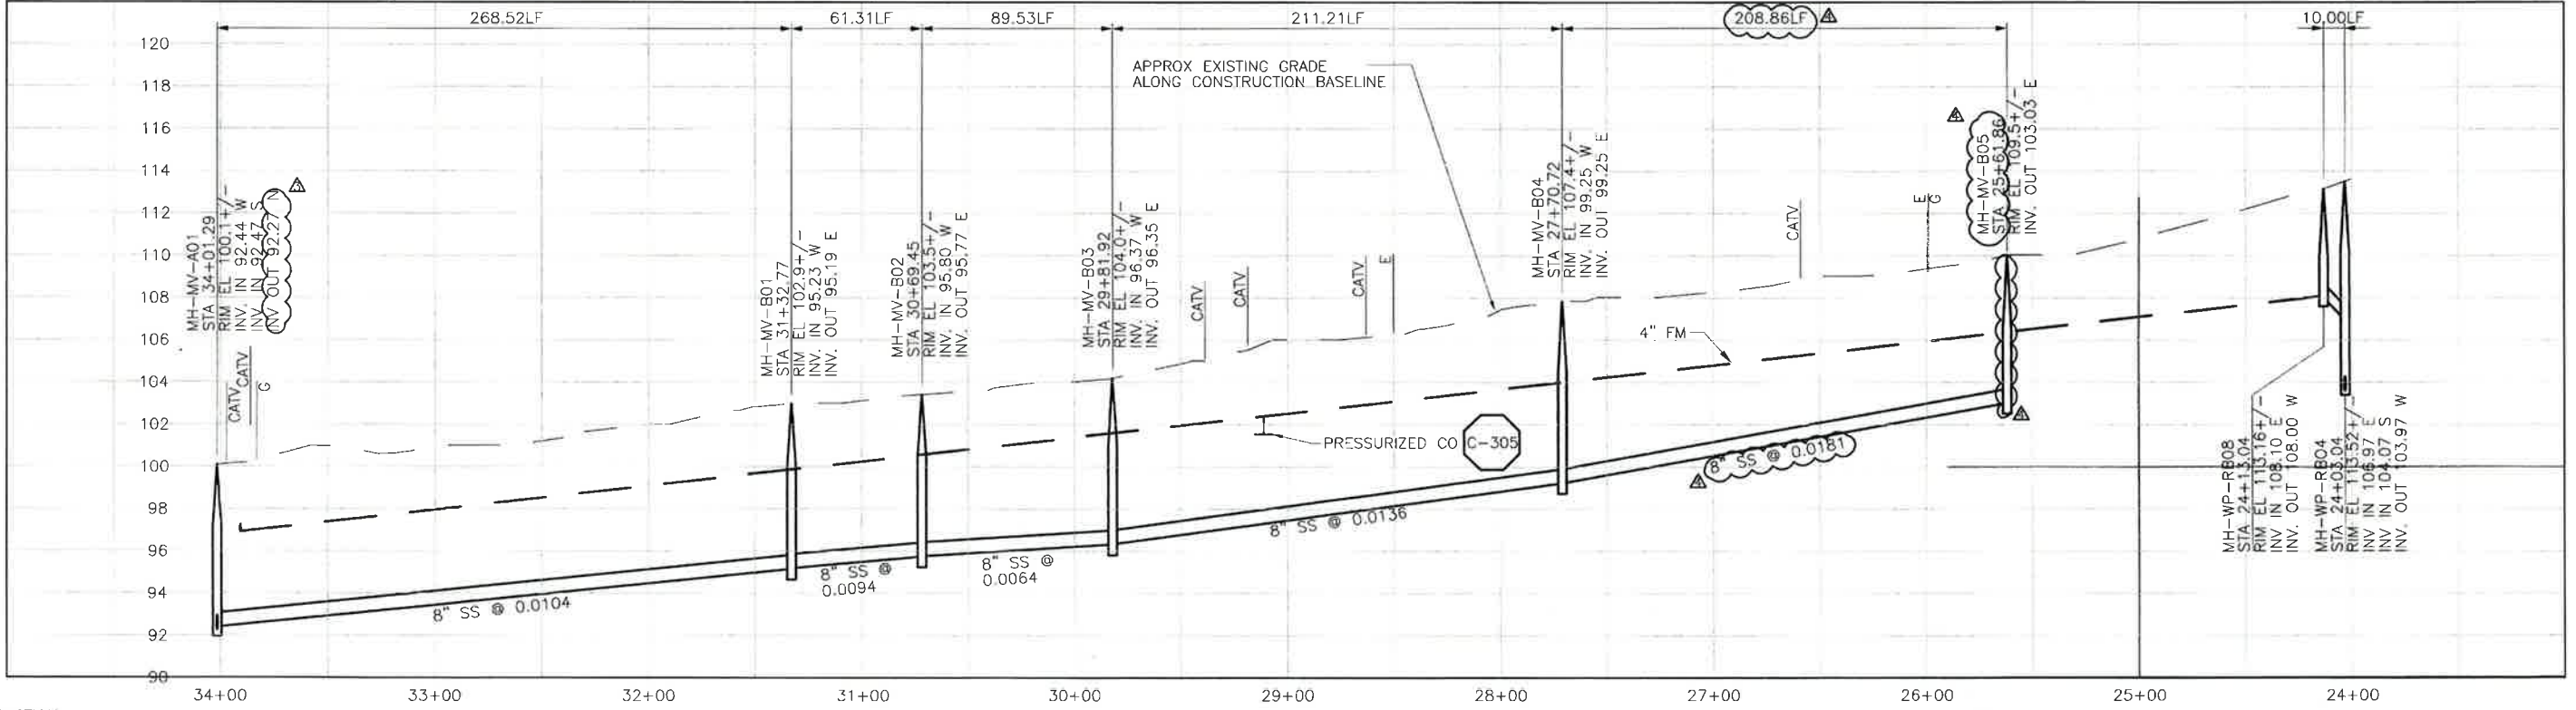 268.52LF
61.31LF
89.53LF
211.21LF
208.86LF
4
10.00LF
120
118
116
114
112
110
108
106
104
102
100
98
96
94
92
90
APPROX EXISTING GRADE
ALONG CONSTRUCTION BASELINE
MH-MV-A01
STA 34+01.29
RIM EL 100.1+/-
INV. IN 92.44 W
INV. IN 92.47 S
INV OUT 92.27 N
3
CATV
CATV
G
MH-MV-B01
STA 31+32.77
RIM EL 102.9+/-
INV. IN 95.23 W
INV. OUT 95.19 E
MH-MV-B02
STA 30+69.45
RIM EL 103.5+/-
INV. IN 95.80 W
INV. OUT 95.77 E
MH-MV-B03
STA 29+81.92
RIM EL 104.0+/-
INV. IN 96.37 W
INV. OUT 96.35 E
CATV
CATV
CATV
E
MH-MV-B04
STA 27+70.72
RIM EL 107.4+/-
INV. IN 99.25 W
INV. OUT 99.25 E
CATV
E
G
4
MH-MV-B05
STA 25+61.86
RIM EL 109.5+/-
INV. OUT 103.03 E
4" FM
PRESSURIZED CO
C-305
4
8" SS @ 0.0181
4
8" SS @ 0.0136
8" SS @
0.0064
8" SS @
0.0094
8" SS @ 0.0104
MH-WP-RB08
STA 24+13.04
RIM EL 113.16+/-
INV IN 108.10 E
INV. OUT 108.00 W
MH-WP-RB04
STA 24+03.04
RIM EL 113.52+/-
INV IN 106.97 E
INV IN 104.07 S
INV. OUT 103.97 W
34+00
33+00
32+00
31+00
30+00
29+00
28+00
27+00
26+00
25+00
24+00